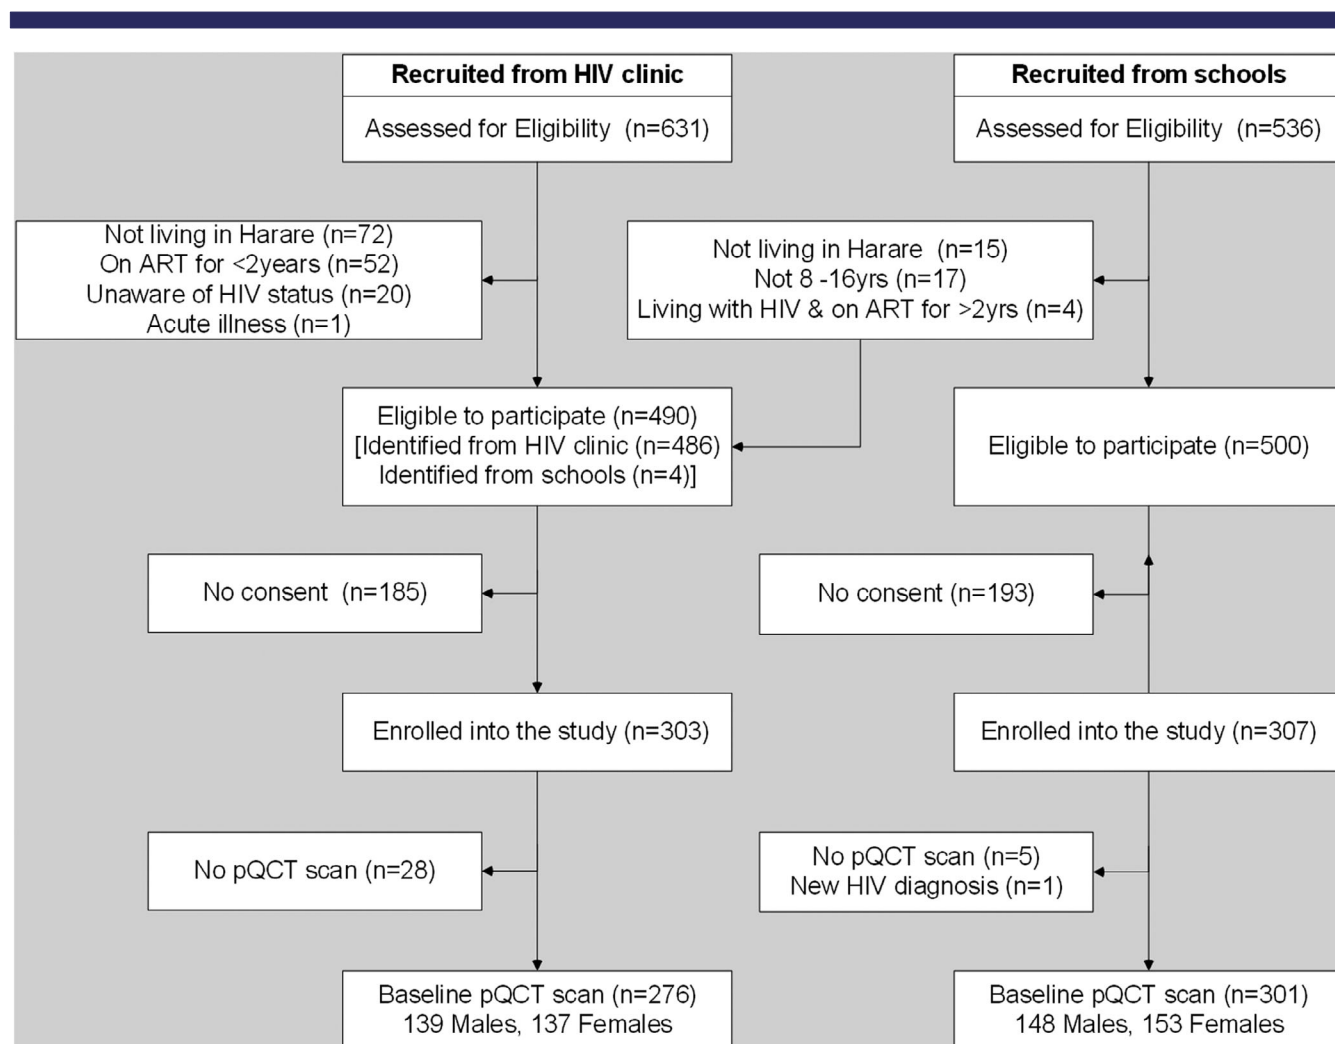 Recruited from HIV clinic
Assessed for Eligibility (n=631)
Recruited from schools
Assessed for Eligibility (n=536)
Not living in Harare (n=72)
On ART for <2years (n=52)
Unaware of HIV status (n=20)
Acute illness (n=1)
Not living in Harare (n=15)
Not 8 -16yrs (n=17)
Living with HIV & on ART for >2yrs (n=4)
Eligible to participate (n=490)
[Identified from HIV clinic (n=486)
Identified from schools (n=4)]
Eligible to participate (n=500)
No consent (n=185)
No consent (n=193)
Enrolled into the study (n=303)
Enrolled into the study (n=307)
No pQCT scan (n=28)
No pQCT scan (n=5)
New HIV diagnosis (n=1)
Baseline pQCT scan (n=276)
139 Males, 137 Females
Baseline pQCT scan (n=301)
148 Males, 153 Females